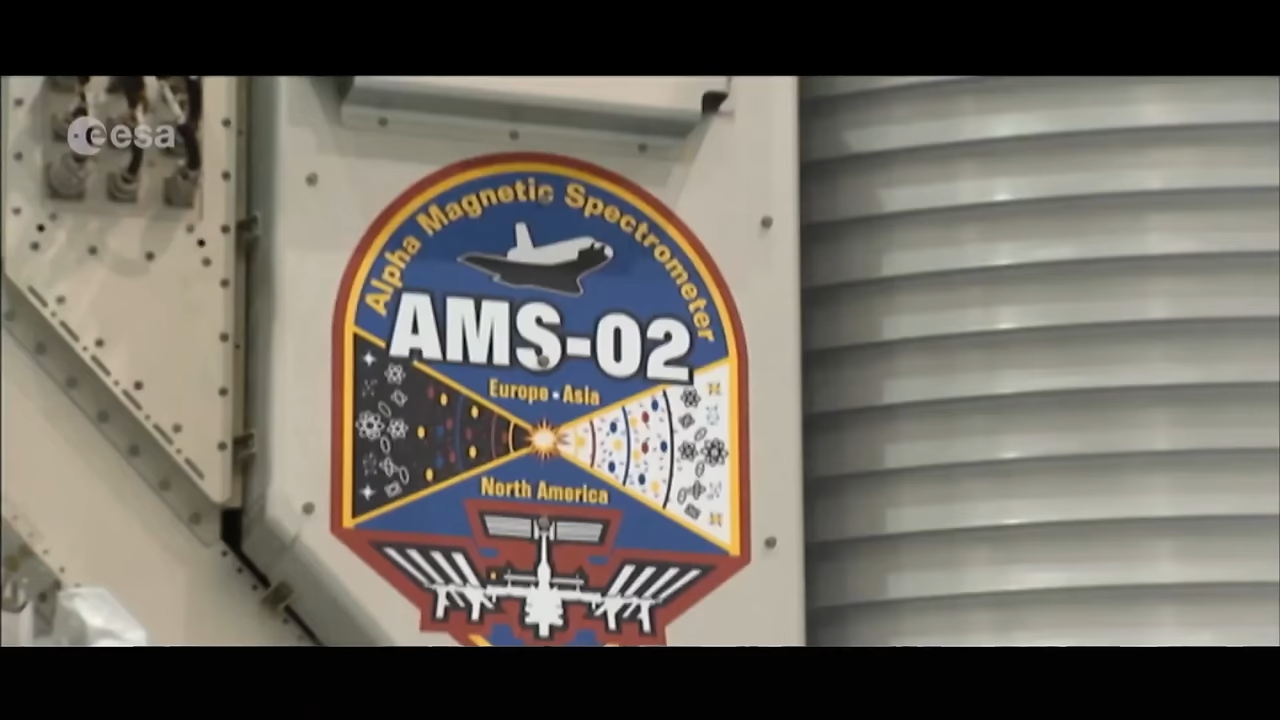 esa
Alpha Magnetic Spectrometer
AMS-02
Europe • Asia
North America